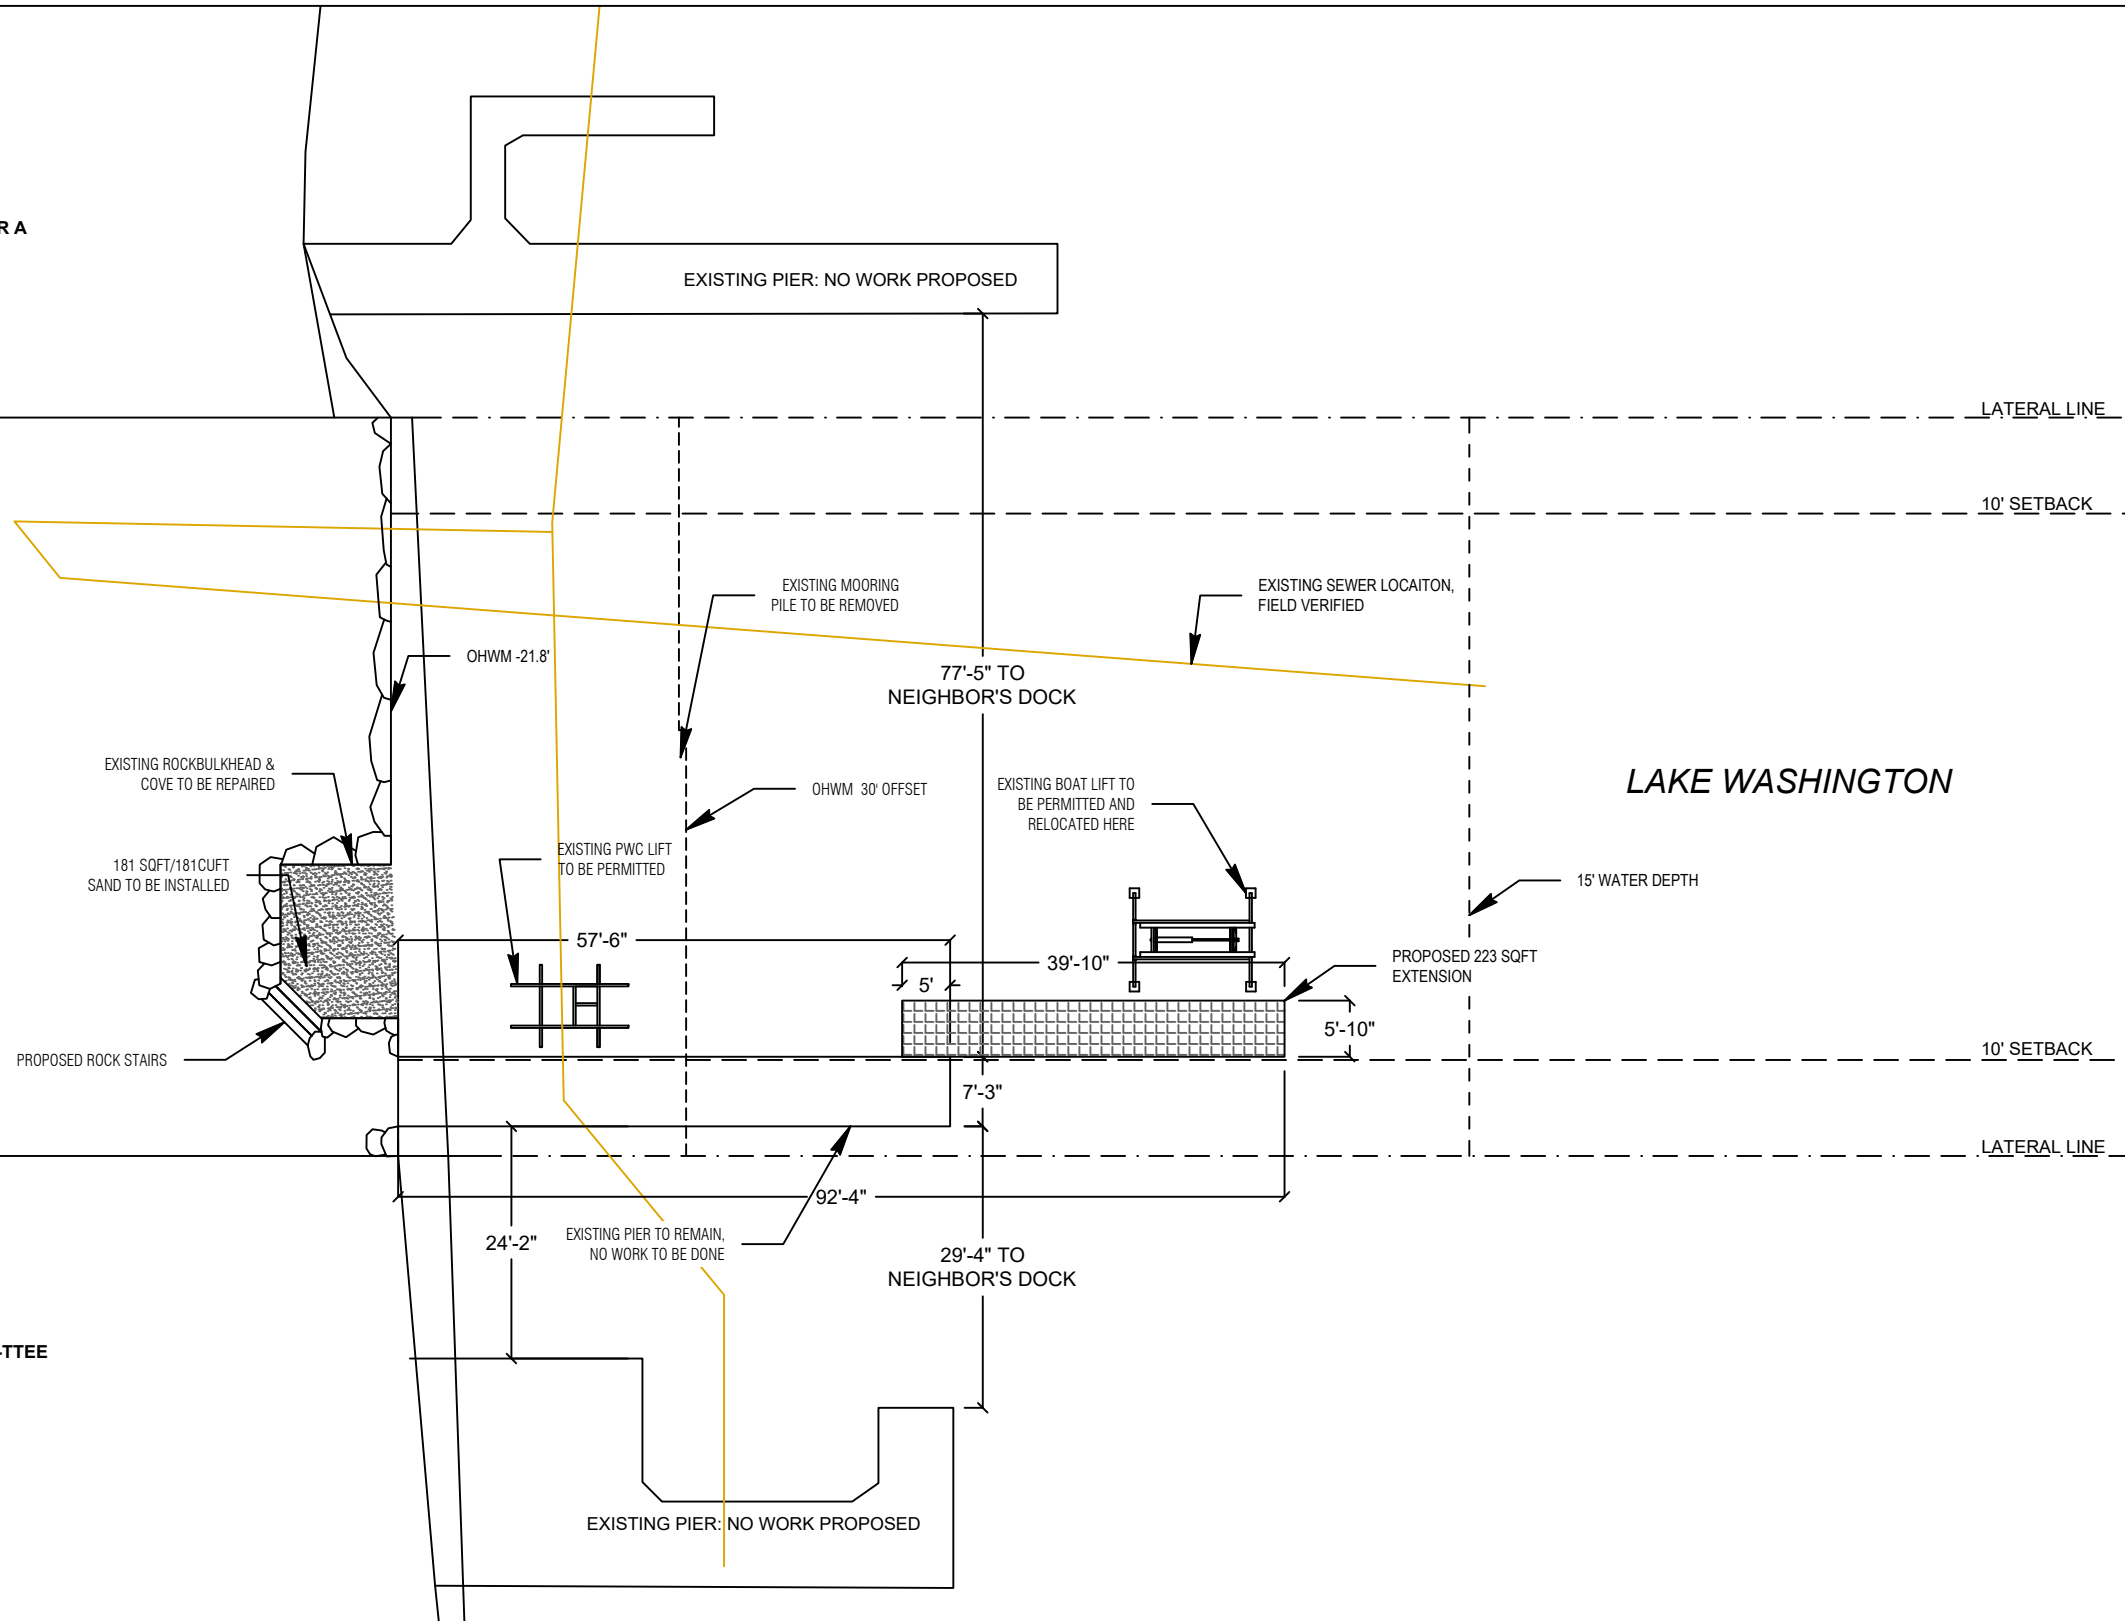 R A
EXISTING PIER: NO WORK PROPOSED
LATERAL LINE
10' SETBACK
EXISTING MOORING
PILE TO BE REMOVED
EXISTING SEWER LOCAITON,
FIELD VERIFIED
OHWM -21.8'
77'-5" TO
NEIGHBOR'S DOCK
EXISTING ROCKBULKHEAD &
COVE TO BE REPAIRED
OHWM 30' OFFSET
EXISTING BOAT LIFT TO
BE PERMITTED AND
RELOCATED HERE
LAKE WASHINGTON
EXISTING PWC LIFT
TO BE PERMITTED
181 SQFT/181CUFT
SAND TO BE INSTALLED
15' WATER DEPTH
57'-6"
39'-10"
5'
PROPOSED 223 SQFT
EXTENSION
5'-10"
PROPOSED ROCK STAIRS
10' SETBACK
7'-3"
LATERAL LINE
92'-4"
24'-2"
EXISTING PIER TO REMAIN,
NO WORK TO BE DONE
29'-4" TO
NEIGHBOR'S DOCK
-TTEE
EXISTING PIER: NO WORK PROPOSED